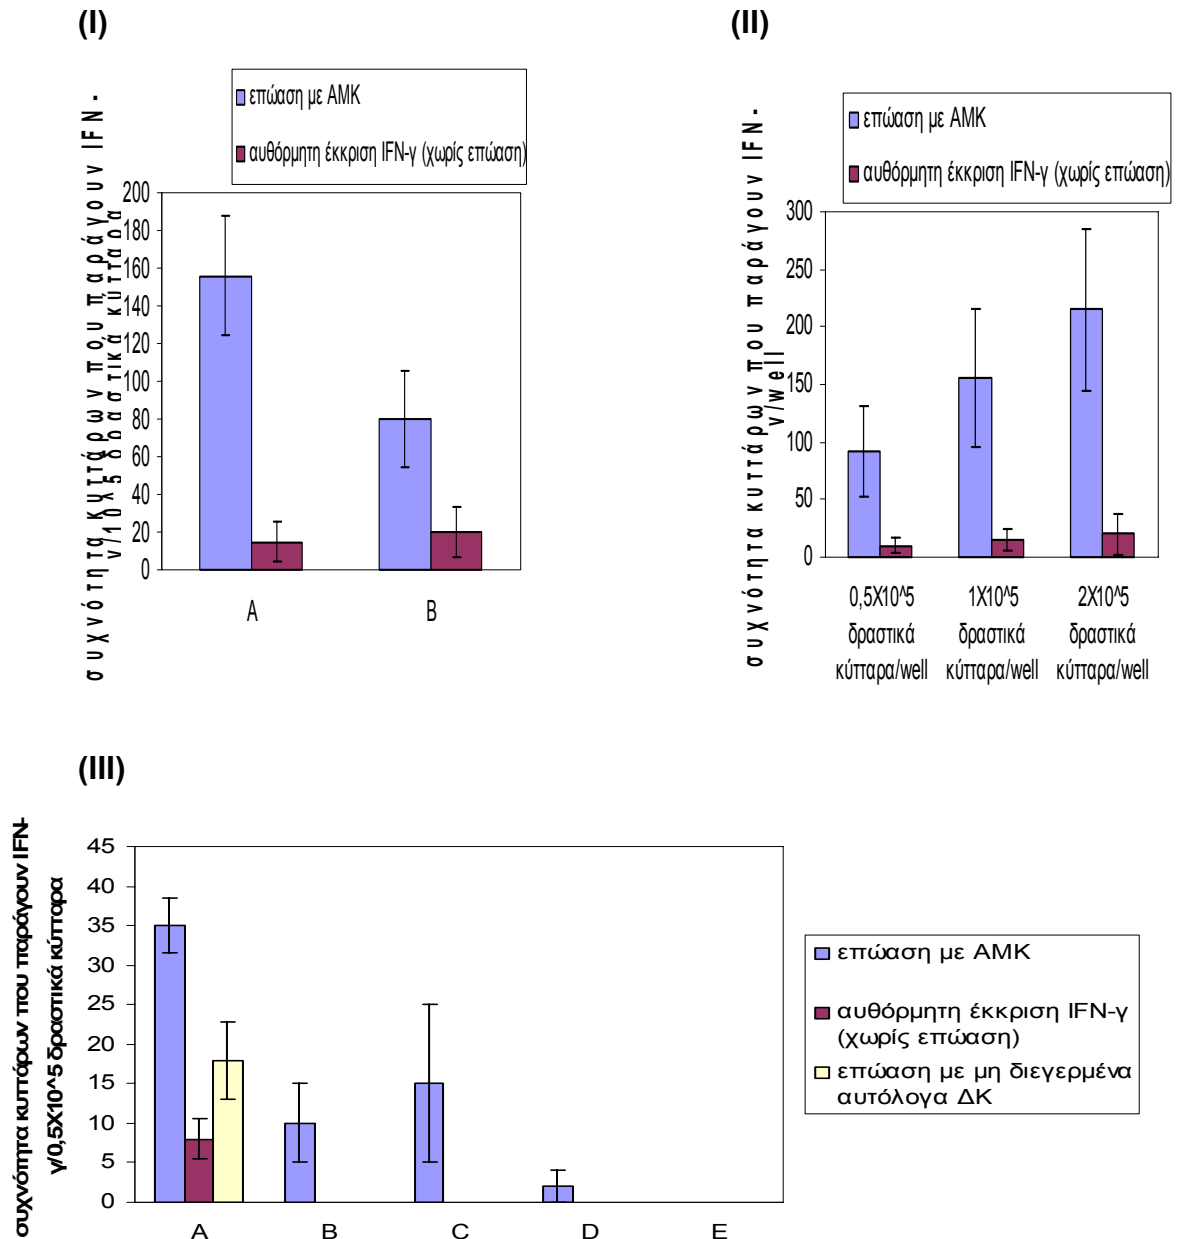 (I)
επώαση με ΑΜΚ
αυθόρμητη έκκριση IFN-γ (χωρίς επώαση)
συχνότητα κυττάρων που παράγουν IFN-
γ/10^5 δραστικά κύτταρα
200
180
160
140
120
100
80
60
40
20
0
A
B
(II)
επώαση με ΑΜΚ
αυθόρμητη έκκριση IFN-γ (χωρίς επώαση)
συχνότητα κυττάρων που παράγουν IFN-
γ/well
300
250
200
150
100
50
0
0,5X10^5
δραστικά
κύτταρα/well
1X10^5
δραστικά
κύτταρα/well
2X10^5
δραστικά
κύτταρα/well
(III)
συχνότητα κυττάρων που παράγουν IFN-
γ/0,5X10^5 δραστικά κύτταρα
45
40
35
30
25
20
15
10
5
0
A
B
C
D
E
επώαση με ΑΜΚ
αυθόρμητη έκκριση IFN-γ
(χωρίς επώαση)
επώαση με μη διεγερμένα
αυτόλογα ΔΚ